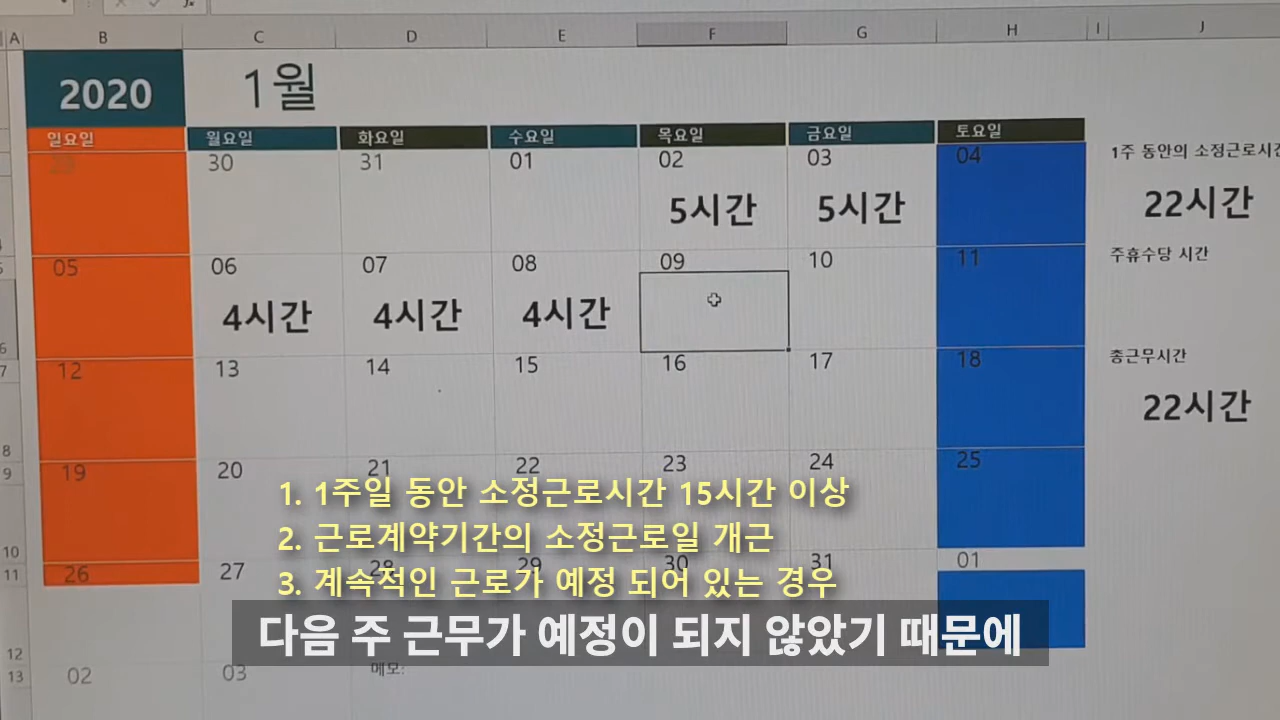 A B C D E F G H I J
2020 1월
일요일 월요일 화요일 수요일 목요일 금요일 토요일
30 31 01 02 03 04
1주 동안의 소정근로시간
5시간 5시간
22시간
05 06 07 08 09 10 11
주휴수당 시간
4시간 4시간 4시간
12 13 14 15 16 17 18
총근무시간
22시간
19 20 21 22 23 24 25
1. 1주일 동안 소정근로시간 15시간 이상
2. 근로계약기간의 소정근로일 개근
26 27 28 29 30 31 01
3. 계속적인 근로가 예정 되어 있는 경우
다음 주 근무가 예정이 되지 않았기 때문에
02 03 메모:
6
7
8
9
10
11
12
13